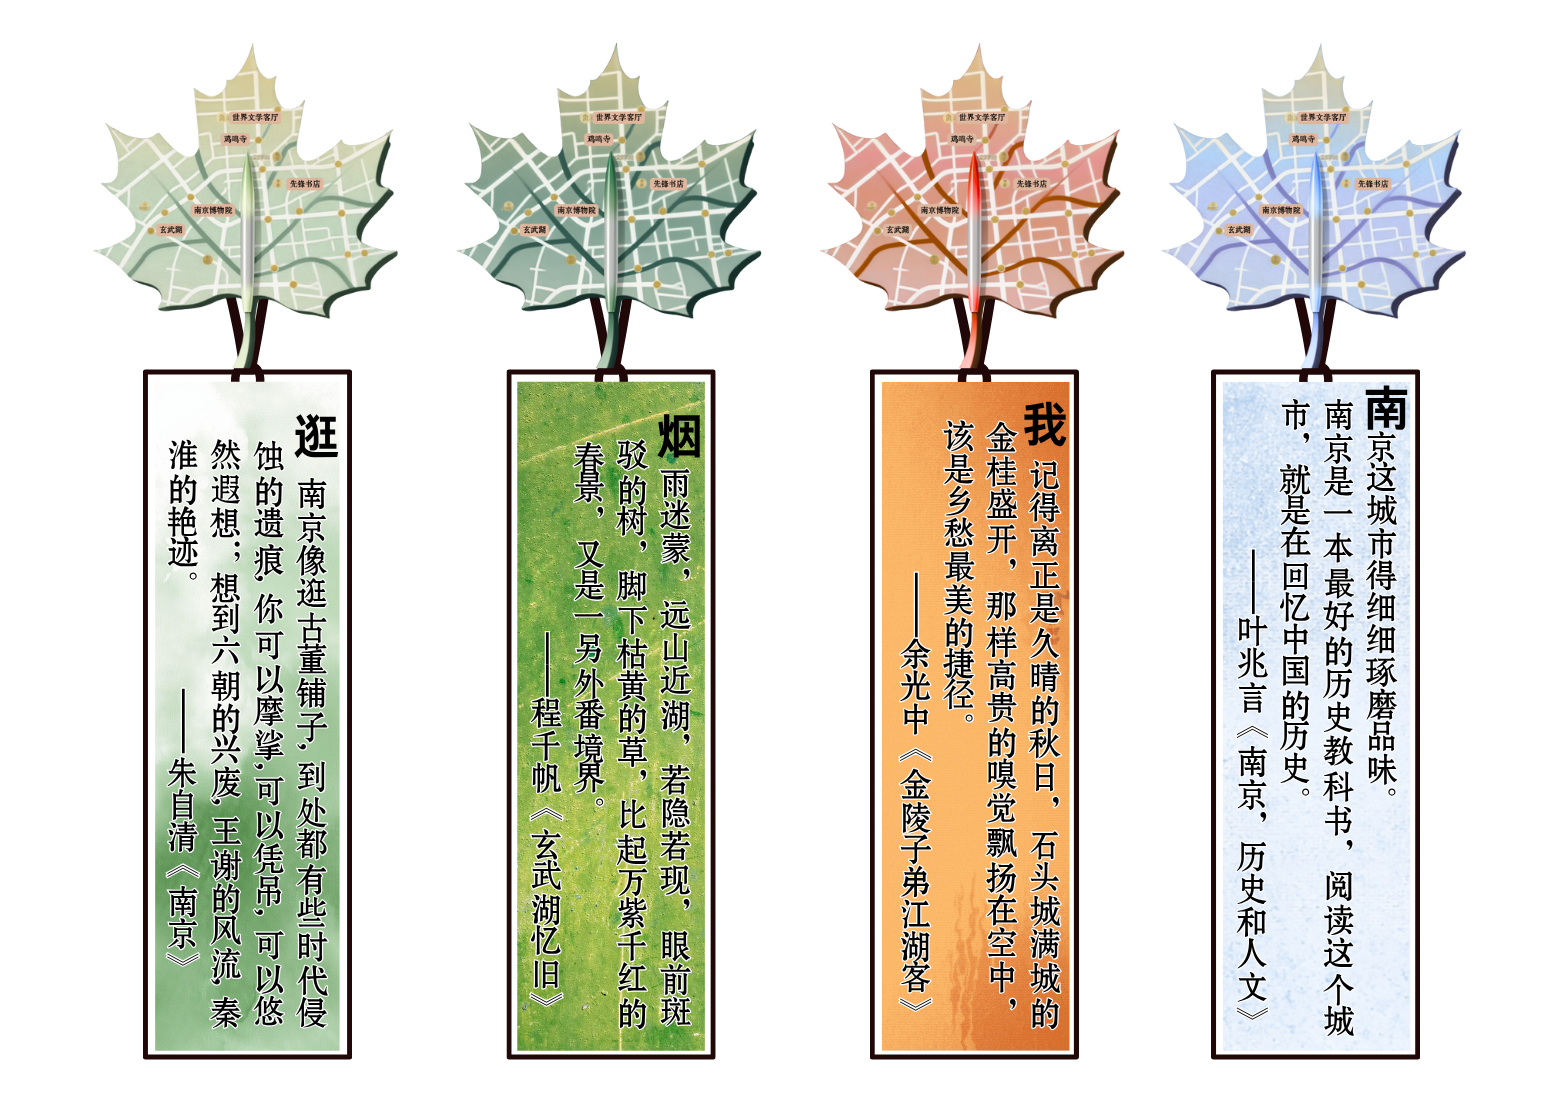 世界文学客厅
鸡鸣寺
先锋书店
南京博物院
玄武湖
逛南京像逛古董铺子,到处都有些时代侵
蚀的遗痕,你可以摩挲,可以凭吊,可以悠
然遐想;想到六朝的兴废,王谢的风流,秦
淮的艳迹。
——朱自清《南京》
世界文学客厅
鸡鸣寺
先锋书店
南京博物院
玄武湖
烟雨迷蒙，远山近湖，若隐若现，眼前斑
驳的树，脚下枯黄的草，比起万紫千红的
春景，又是一另外番境界。
——程千帆《玄武湖忆旧》
世界文学客厅
鸡鸣寺
先锋书店
南京博物院
玄武湖
我记得离正是久晴的秋日，石头城满城的
金桂盛开，那样高贵的嗅觉飘扬在空中，
该是乡愁最美的捷径。
——余光中《金陵子弟江湖客》
世界文学客厅
鸡鸣寺
先锋书店
南京博物院
玄武湖
南京这城市得细细琢磨品味。
南京是一本最好的历史教科书，阅读这个城
市，就是在回忆中国的历史。
——叶兆言《南京，历史和人文》